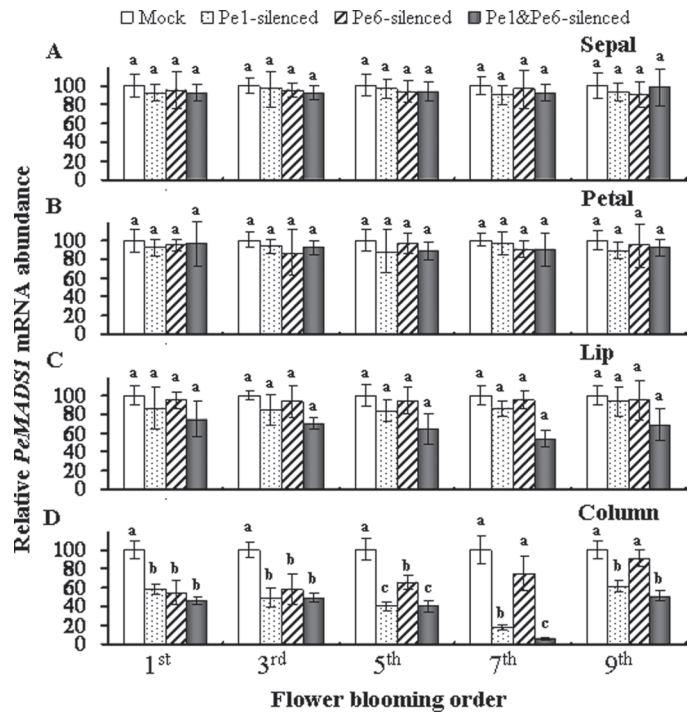 Mock Pe1-silenced Pe6-silenced Pe1&Pe6-silenced
A Sepal
a a a a a a a a a a a a a a a a a a a a
100
80
60
40
20
0
B Petal
a a a a a a a a a a a a a a a a a a a a
100
80
60
40
20
0
C Lip
a a a a a a a a a a a a a a a a a a a a
100
80
60
40
20
0
D Column
a b b b a b b b a c b c a b a c a b a b
100
80
60
40
20
0
1st 3rd 5th 7th 9th
Flower blooming order
Relative PeMADS1 mRNA abundance